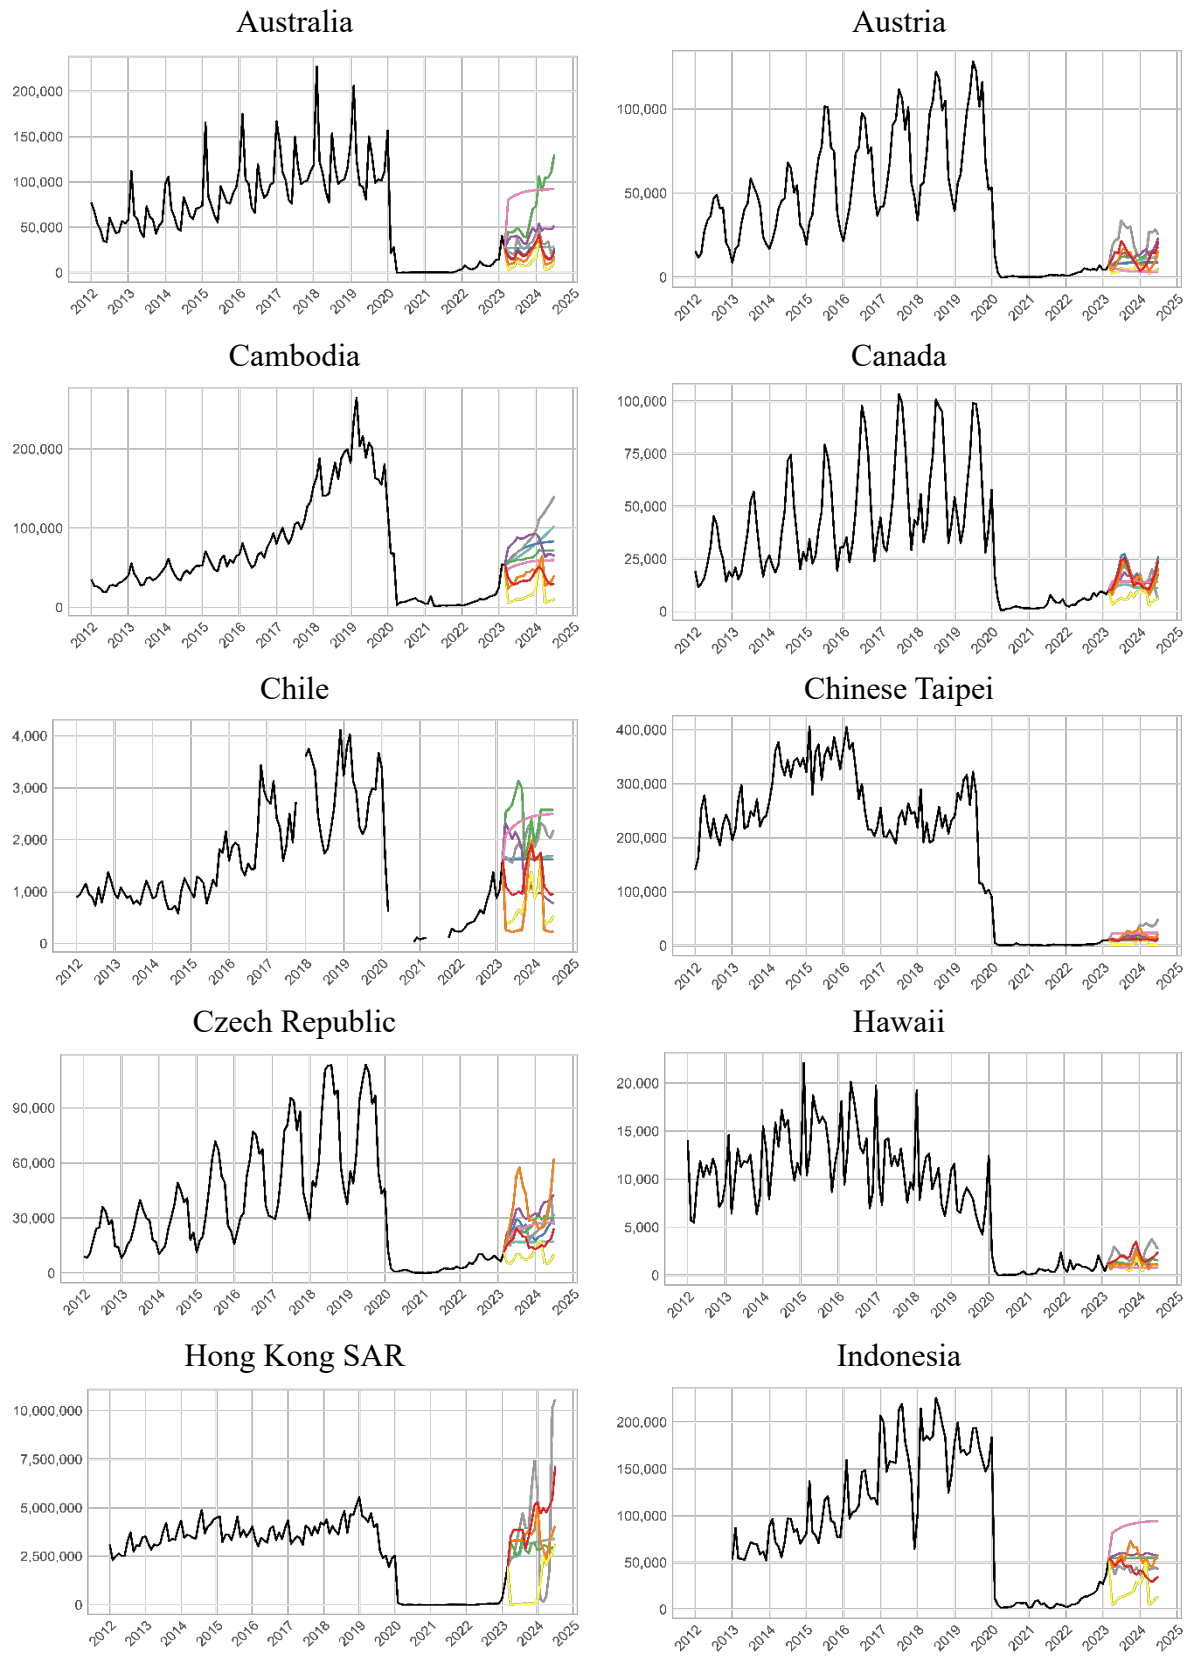 Australia
200,000
150,000
100,000
50,000
0
2012 2013 2014 2015 2016 2017 2018 2019 2020 2021 2022 2023 2024 2025
Austria
100,000
50,000
0
2012 2013 2014 2015 2016 2017 2018 2019 2020 2021 2022 2023 2024 2025
Cambodia
200,000
100,000
0
2012 2013 2014 2015 2016 2017 2018 2019 2020 2021 2022 2023 2024 2025
Canada
100,000
75,000
50,000
25,000
0
2012 2013 2014 2015 2016 2017 2018 2019 2020 2021 2022 2023 2024 2025
Chile
4,000
3,000
2,000
1,000
0
2012 2013 2014 2015 2016 2017 2018 2019 2020 2021 2022 2023 2024 2025
Chinese Taipei
400,000
300,000
200,000
100,000
0
2012 2013 2014 2015 2016 2017 2018 2019 2020 2021 2022 2023 2024 2025
Czech Republic
90,000
60,000
30,000
0
2012 2013 2014 2015 2016 2017 2018 2019 2020 2021 2022 2023 2024 2025
Hawaii
20,000
15,000
10,000
5,000
0
2012 2013 2014 2015 2016 2017 2018 2019 2020 2021 2022 2023 2024 2025
Hong Kong SAR
10,000,000
7,500,000
5,000,000
2,500,000
0
2012 2013 2014 2015 2016 2017 2018 2019 2020 2021 2022 2023 2024 2025
Indonesia
200,000
150,000
100,000
50,000
0
2012 2013 2014 2015 2016 2017 2018 2019 2020 2021 2022 2023 2024 2025